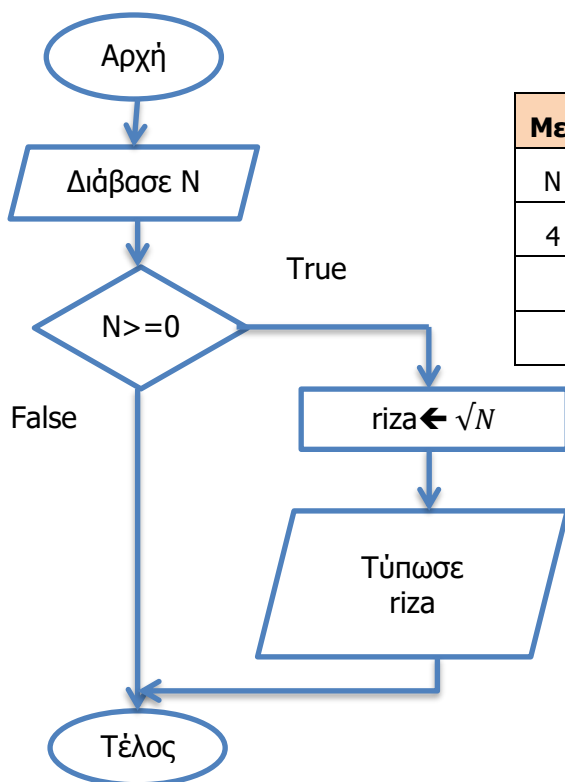 Αρχή
Διάβασε N
N>=0
True
False
riza🡸 √N
Τύπωσε
riza
Τέλος
N
4